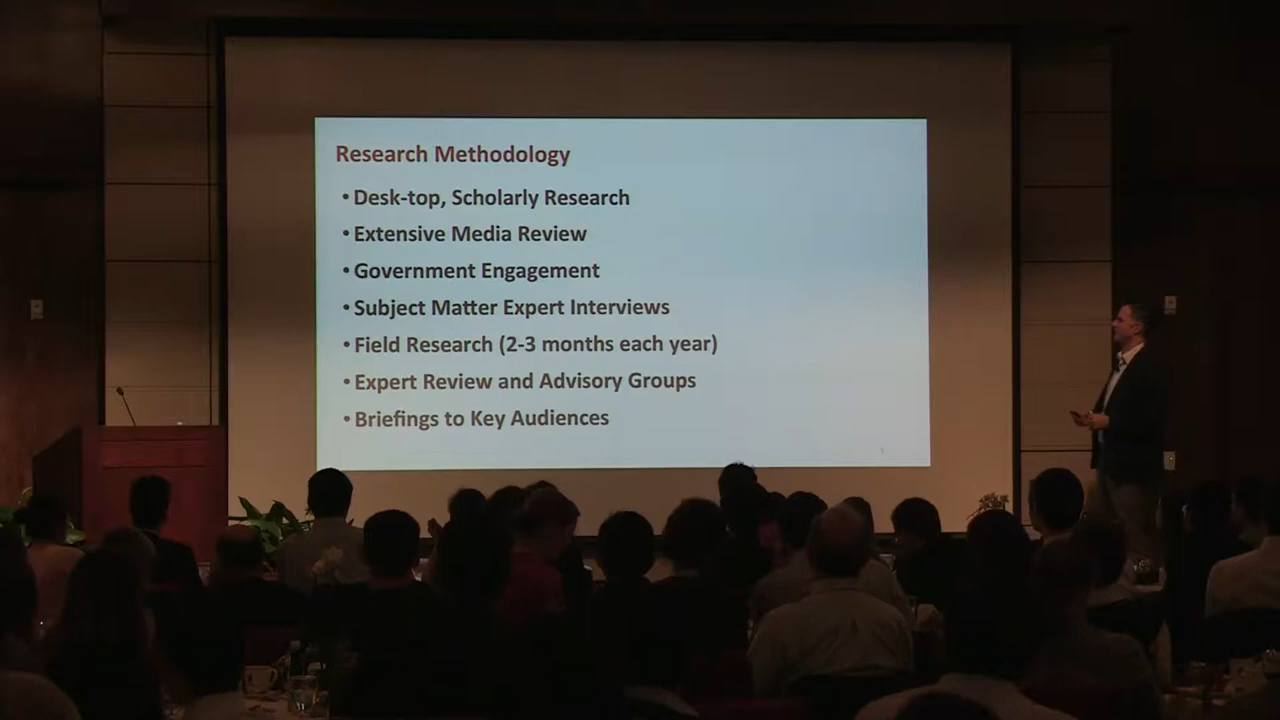 Research Methodology
• Desk-top, Scholarly Research
• Extensive Media Review
• Government Engagement
• Subject Matter Expert Interviews
• Field Research (2-3 months each year)
• Expert Review and Advisory Groups
• Briefings to Key Audiences